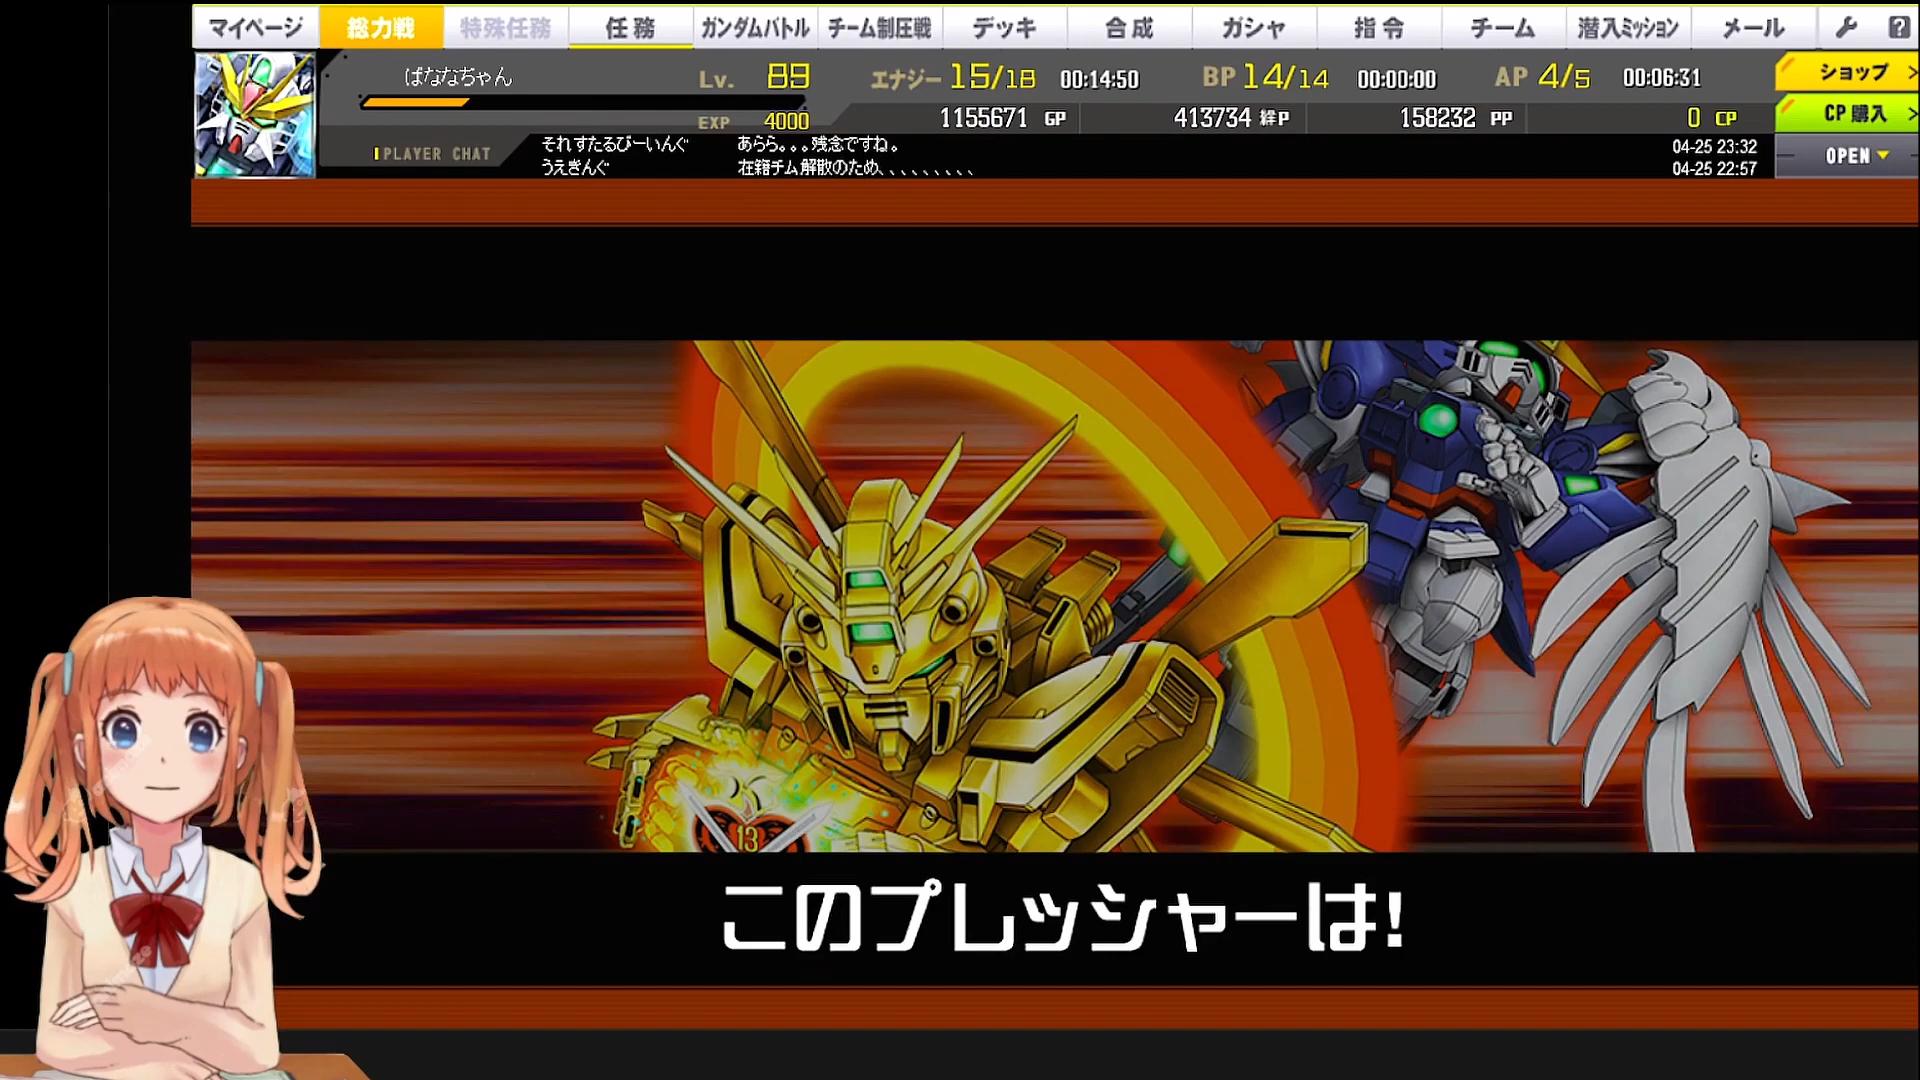 マイページ 総力戦 特殊任務 任務 ガンダムバトル チーム制圧戦 デッキ 合成 ガシャ 指令 チーム 潜入ミッション メール ?
ばななちゃん Lv. 89 エナジー 15/18 00:14:50 BP 14/14 00:00:00 AP 4/5 00:06:31 ショップ >
EXP 4000 1155671 GP 413734 絆P 158232 PP 0 CP CP購入 >
PLAYER CHAT それすたるびーいんぐ あらら。。。残念ですね。 04-25 23:32 OPEN
うえきんぐ 在籍チム解散のため、、、、、、、、、 04-25 22:57
13
このプレッシャーは!